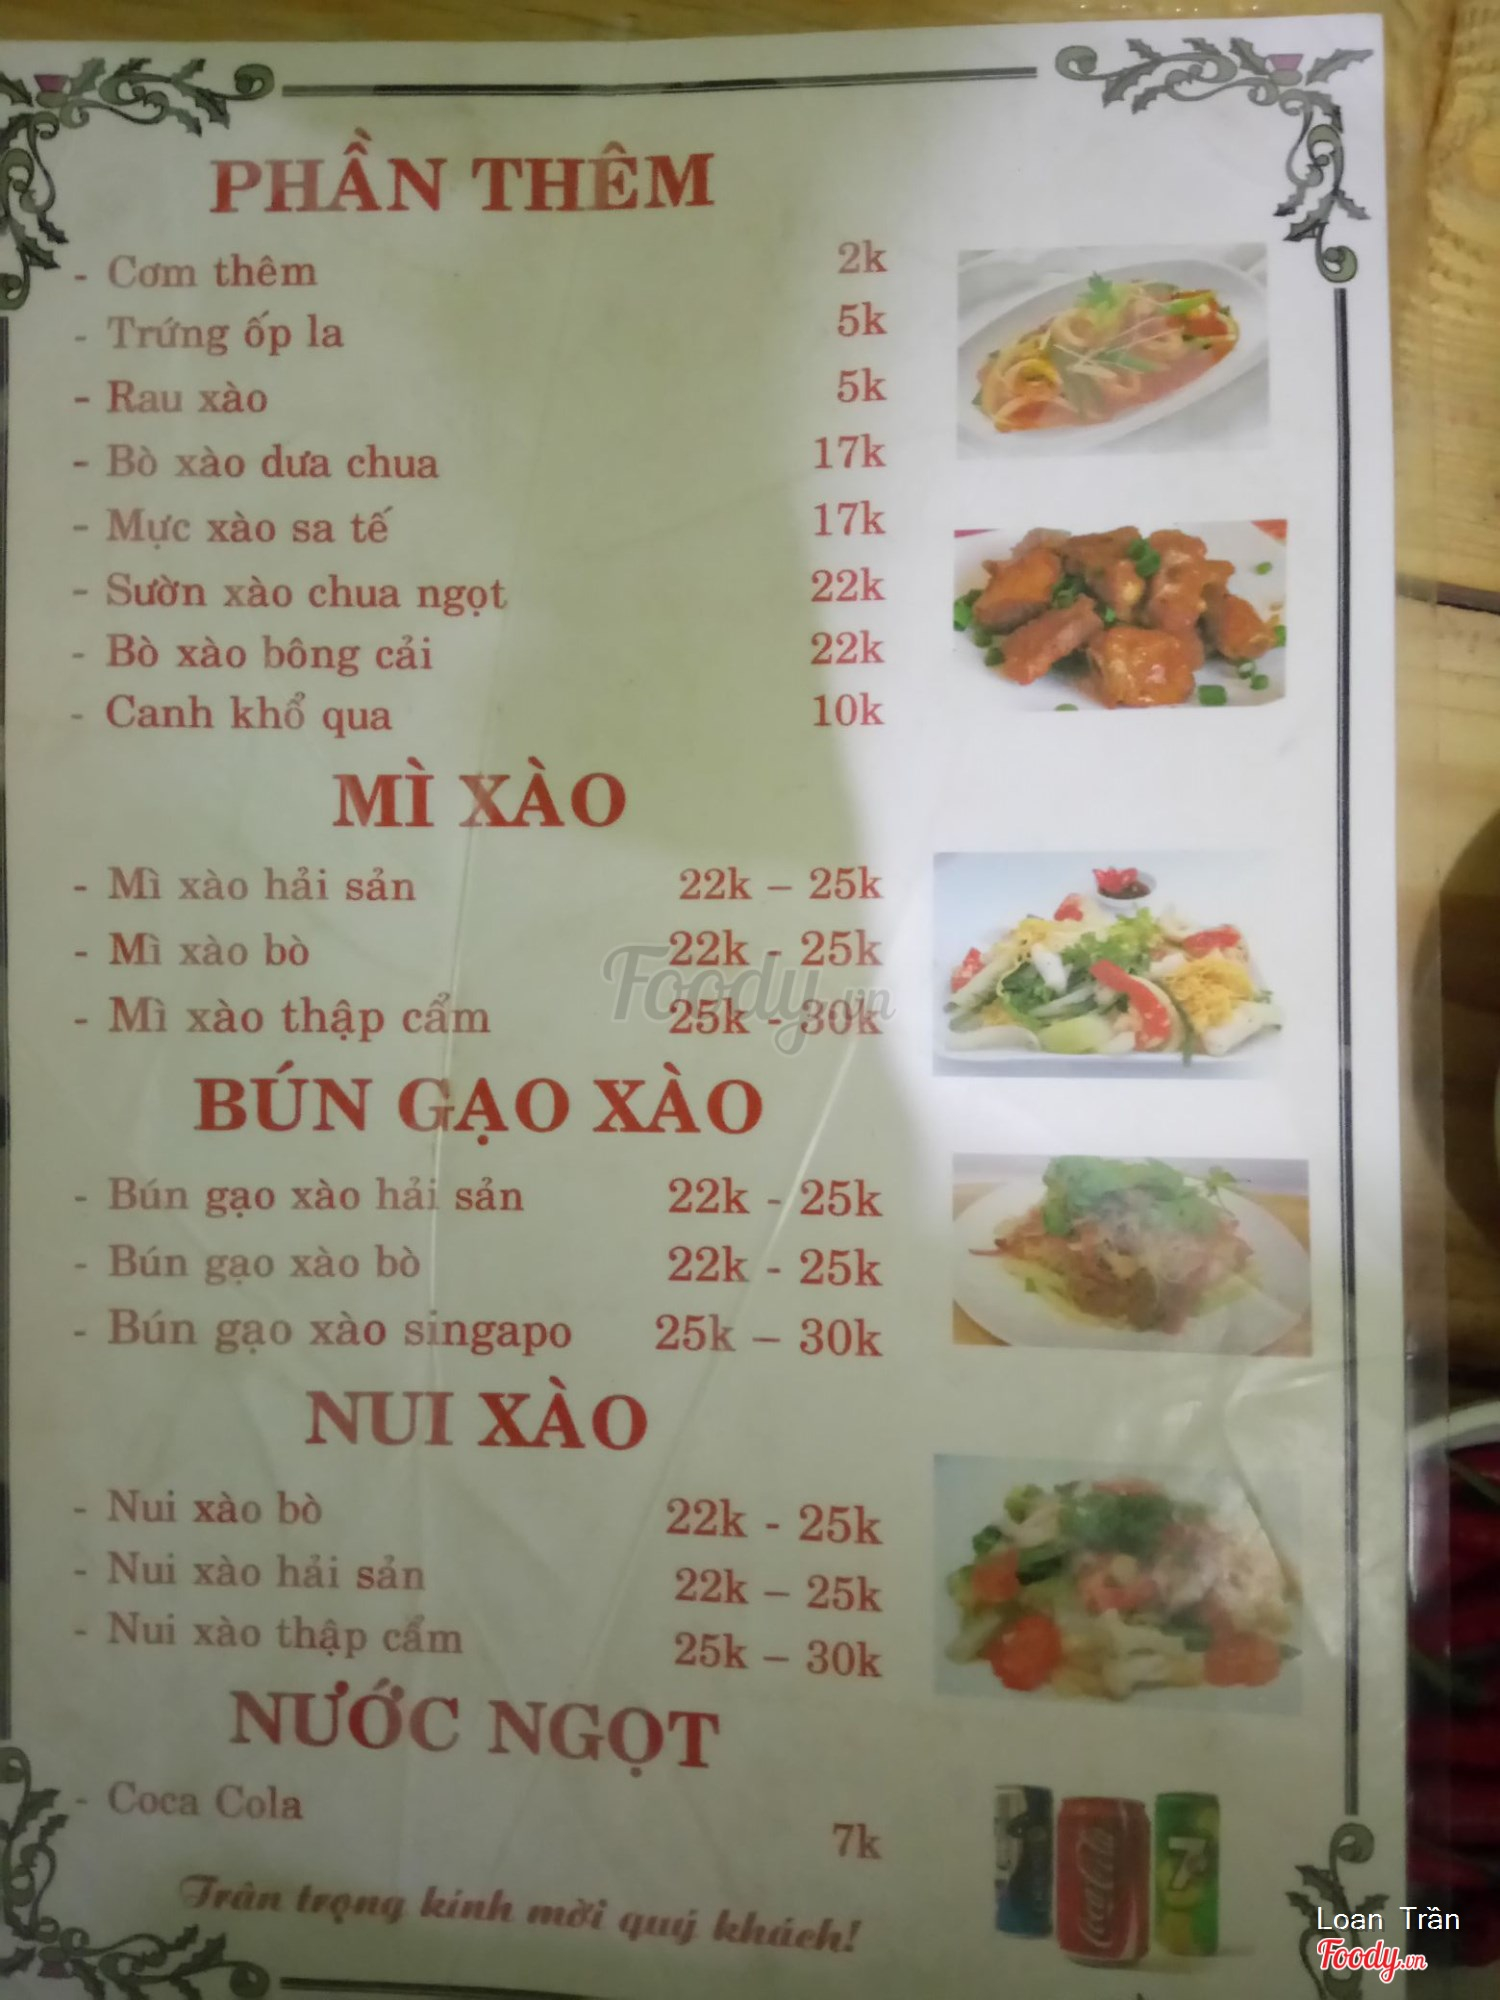 PHẦN THÊM
- Cơm thêm 2k
- Trứng ốp la 5k
- Rau xào 5k
- Bò xào dưa chua 17k
- Mực xào sa tế 17k
- Sườn xào chua ngọt 22k
- Bò xào bông cải 22k
- Canh khổ qua 10k
MÌ XÀO
- Mì xào hải sản 22k – 25k
- Mì xào bò 22k - 25k
- Mì xào thập cẩm 25k - 30k
Foody.vn
BÚN GẠO XÀO
- Bún gạo xào hải sản 22k - 25k
- Bún gạo xào bò 22k - 25k
- Bún gạo xào singapo 25k – 30k
NUI XÀO
- Nui xào bò 22k - 25k
- Nui xào hải sản 22k – 25k
- Nui xào thập cẩm 25k – 30k
NƯỚC NGỌT
- Coca Cola 7k
Coca Cola
7
Trân trọng kính mời quý khách!
Loan Trần
Foody.vn